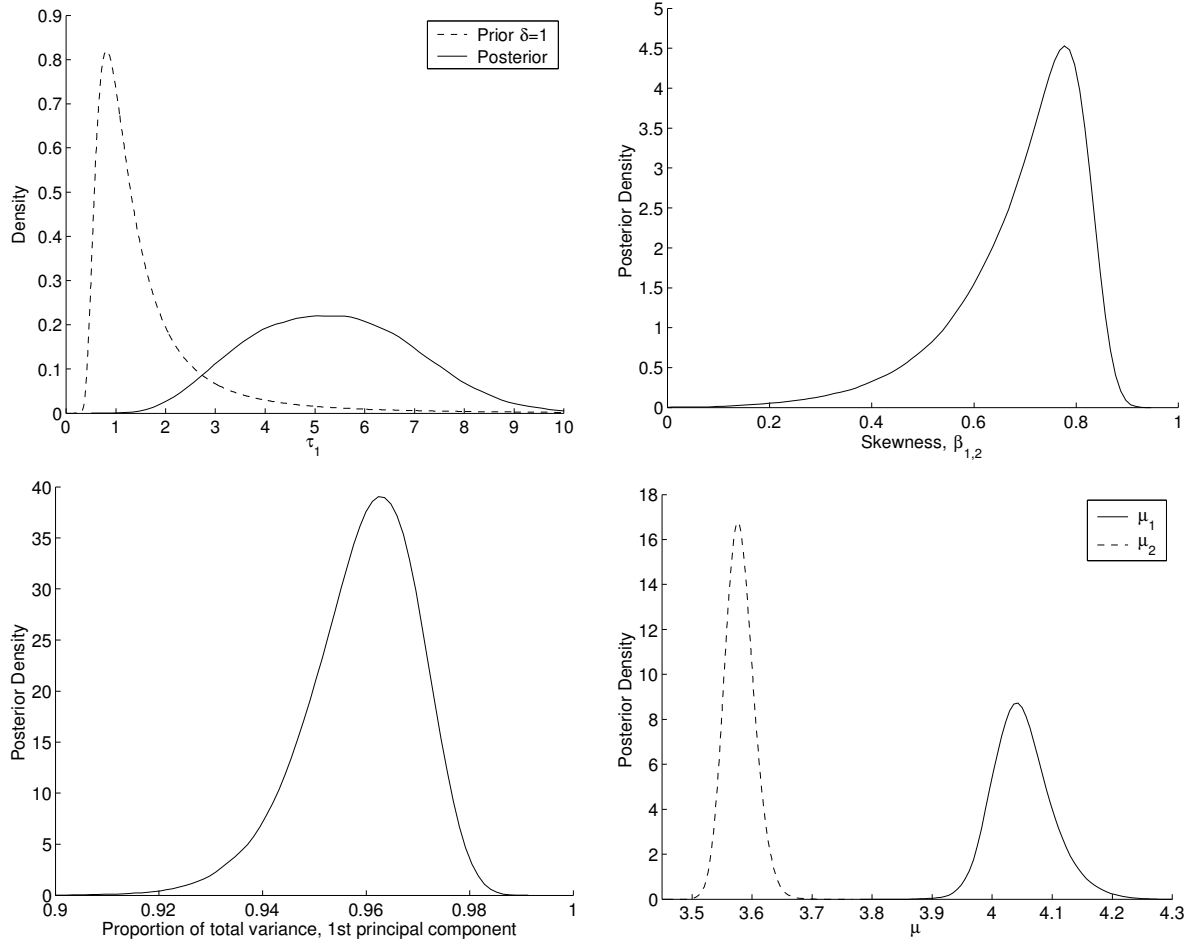 0.9
0.8
0.7
0.6
0.5
0.4
0.3
0.2
0.1
0
Density
Prior δ=1
Posterior
0 1 2 3 4 5 6 7 8 9 10
τ1
5
4.5
4
3.5
3
2.5
2
1.5
1
0.5
0
Posterior Density
0 0.2 0.4 0.6 0.8 1
Skewness, β1,2
40
35
30
25
20
15
10
5
0
Posterior Density
0.9 0.92 0.94 0.96 0.98 1
Proportion of total variance, 1st principal component
18
16
14
12
10
8
6
4
2
0
Posterior Density
μ1
μ2
3.5 3.6 3.7 3.8 3.9 4 4.1 4.2 4.3
μ